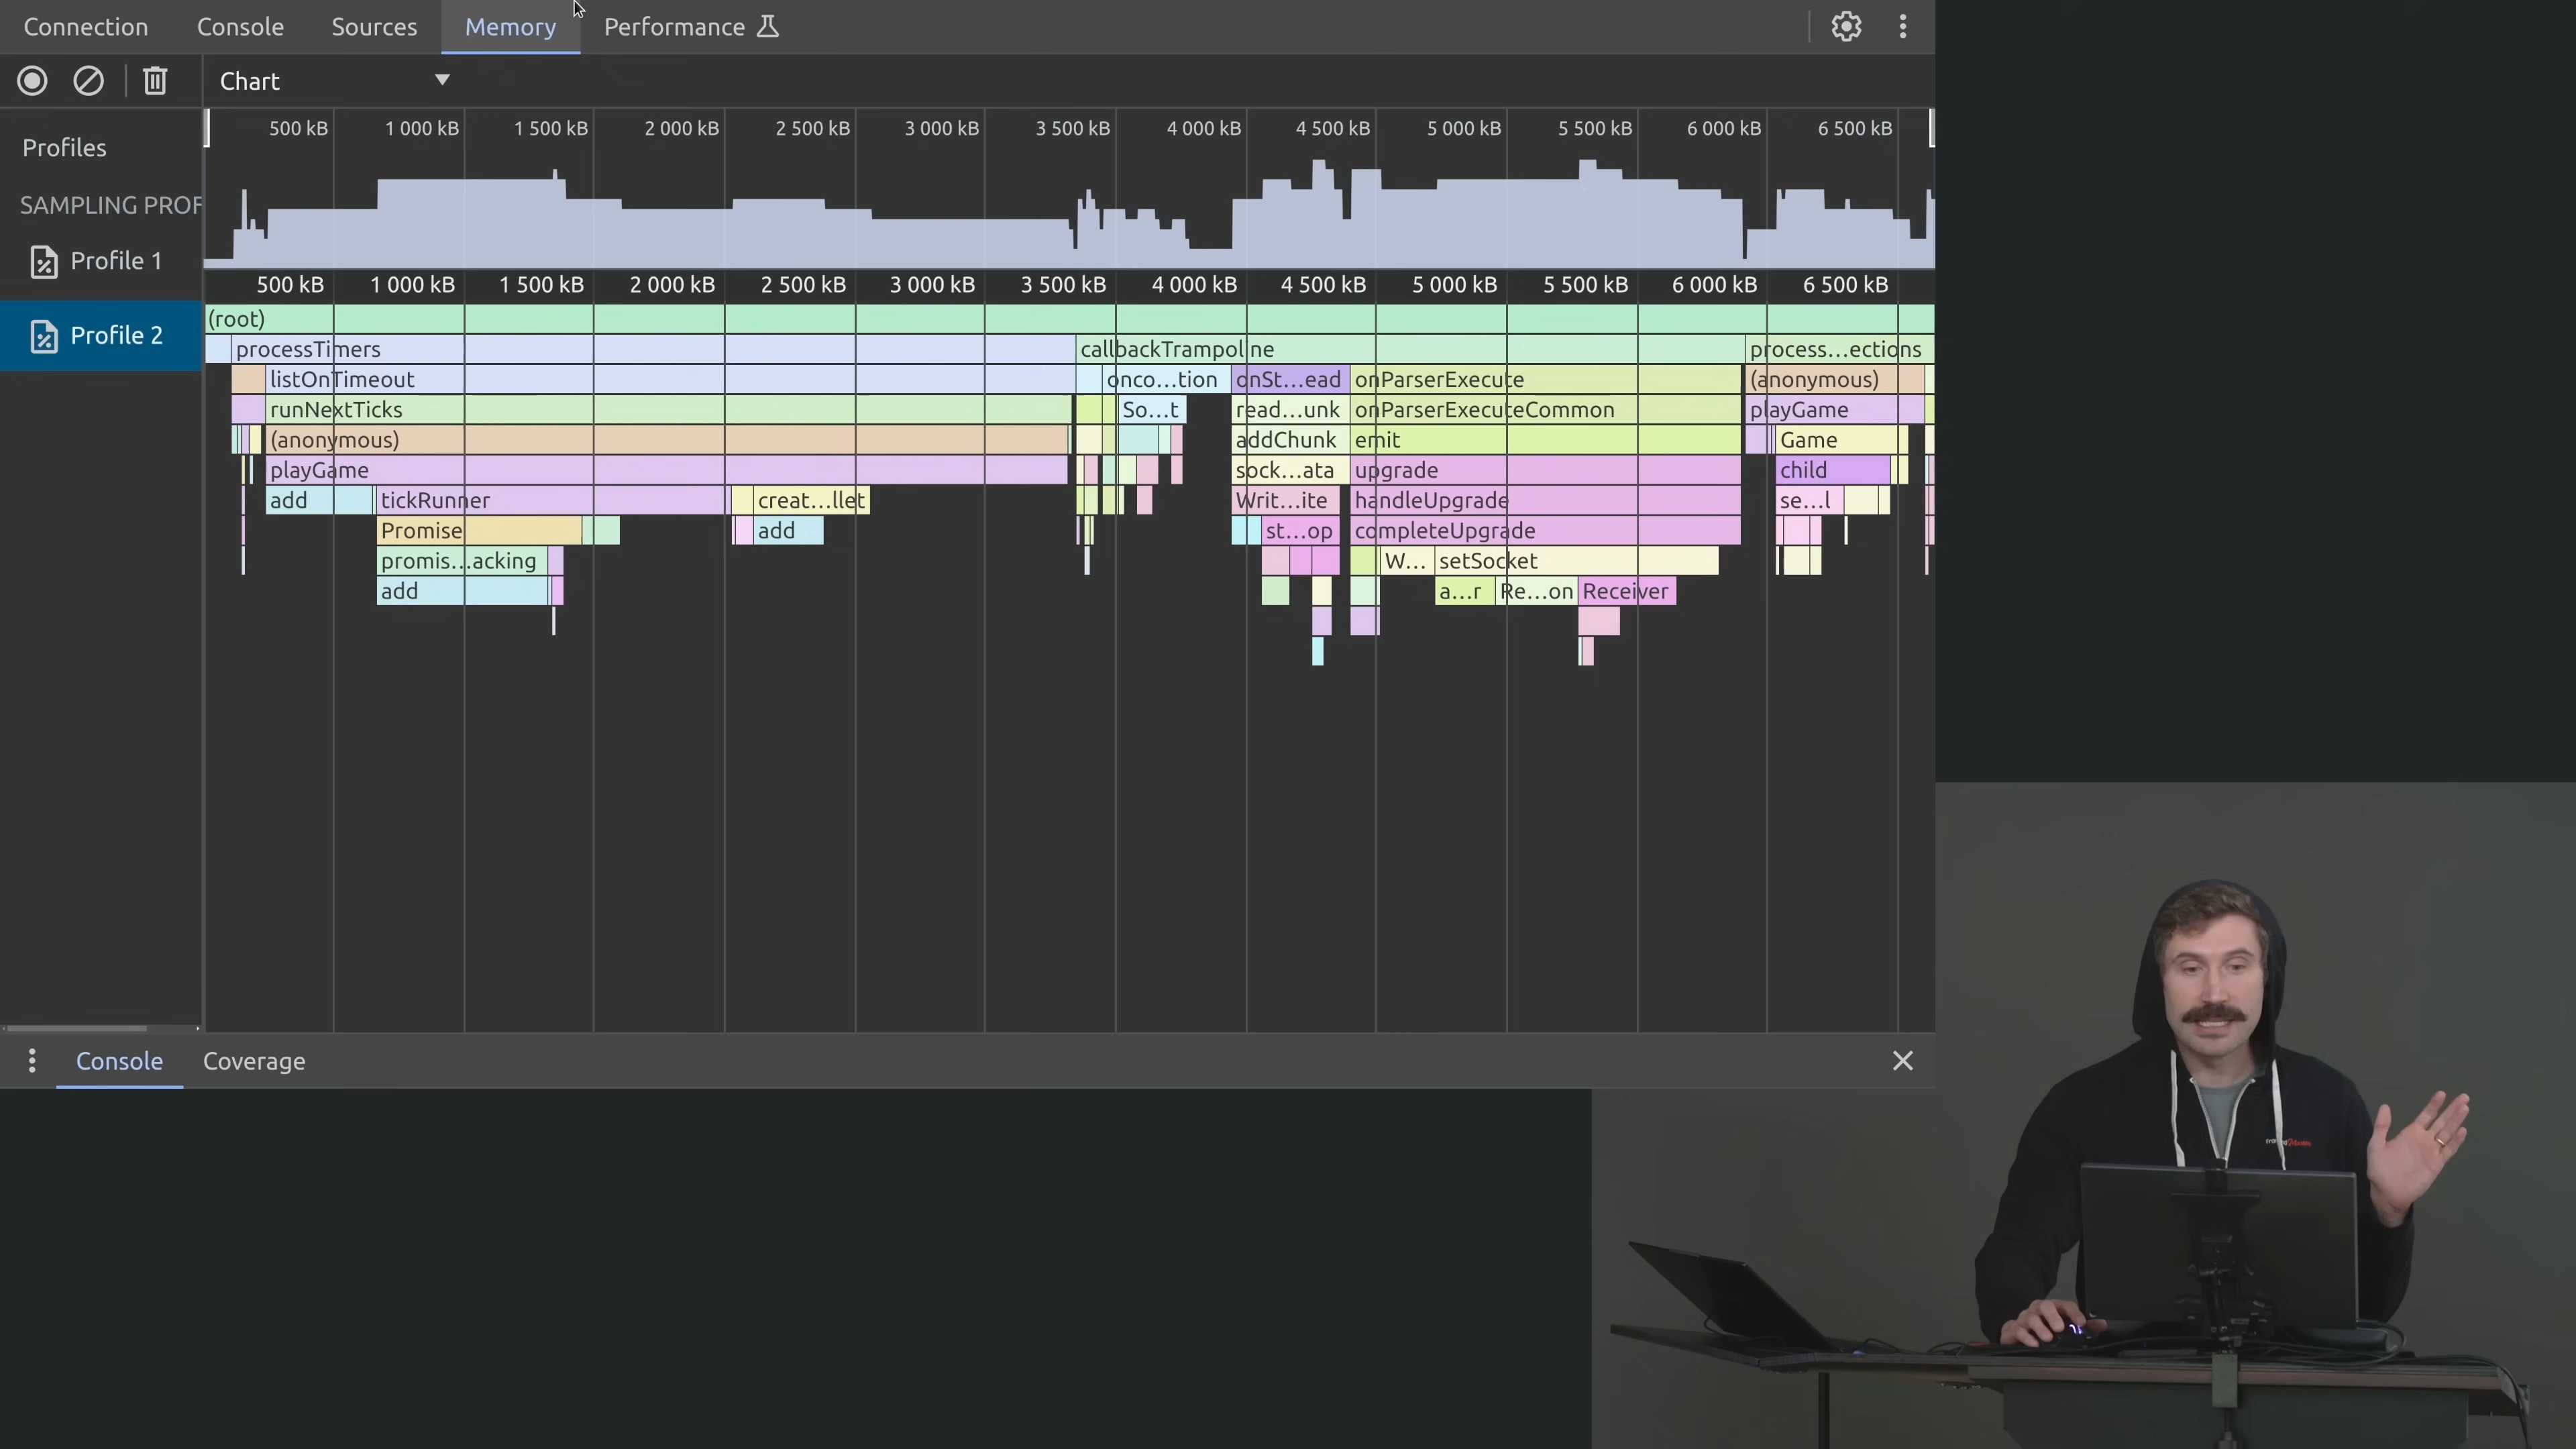 Connection Console Sources Memory Performance
Chart
Profiles
SAMPLING PROF
Profile 1
Profile 2
500 kB 1 000 kB 1 500 kB 2 000 kB 2 500 kB 3 000 kB 3 500 kB 4 000 kB 4 500 kB 5 000 kB 5 500 kB 6 000 kB 6 500 kB
500 kB 1 000 kB 1 500 kB 2 000 kB 2 500 kB 3 000 kB 3 500 kB 4 000 kB 4 500 kB 5 000 kB 5 500 kB 6 000 kB 6 500 kB
(root)
processTimers callbackTrampoline process...ections
listOnTimeout onco...tion onSt...ead onParserExecute (anonymous)
runNextTicks So...t read...unk onParserExecuteCommon playGame
(anonymous) addChunk emit Game
playGame sock...ata upgrade child
add tickRunner creat...llet Writ...ite handleUpgrade se...l
Promise add st...op completeUpgrade
promis...acking W... setSocket
add a...r Re...on Receiver
Console Coverage